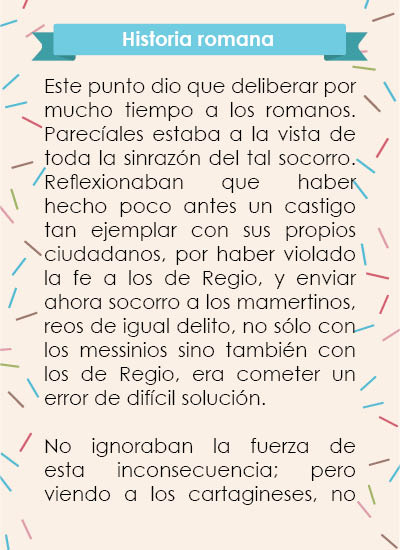 Historia romana
Este punto dio que deliberar por
mucho tiempo a los romanos.
Parecíales estaba a la vista de
toda la sinrazón del tal socorro.
Reflexionaban que haber
hecho poco antes un castigo
tan ejemplar con sus propios
ciudadanos, por haber violado
la fe a los de Regio, y enviar
ahora socorro a los mamertinos,
reos de igual delito, no sólo con
los messinios sino también con
los de Regio, era cometer un
error de difícil solución.
No ignoraban la fuerza de
esta inconsecuencia; pero
viendo a los cartagineses, no